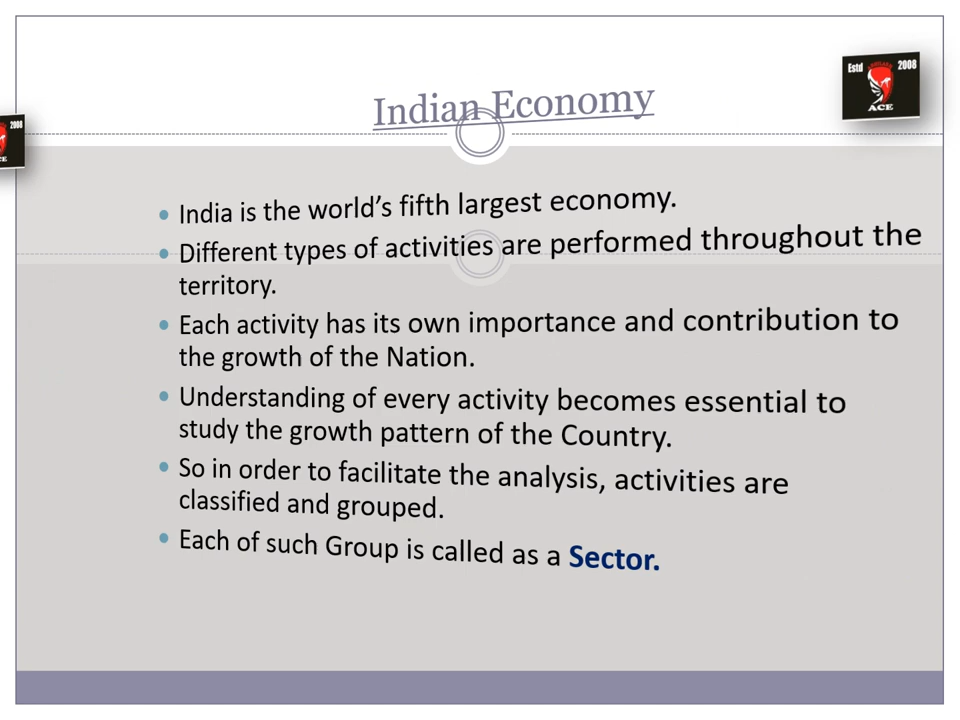 Estd 2008
ACE
2008
CE
Indian Economy
India is the world's fifth largest economy.
Different types of activities are performed throughout the
territory.
Each activity has its own importance and contribution to
the growth of the Nation.
Understanding of every activity becomes essential to
study the growth pattern of the Country.
So in order to facilitate the analysis, activities are
classified and grouped.
Each of such Group is called as a Sector.